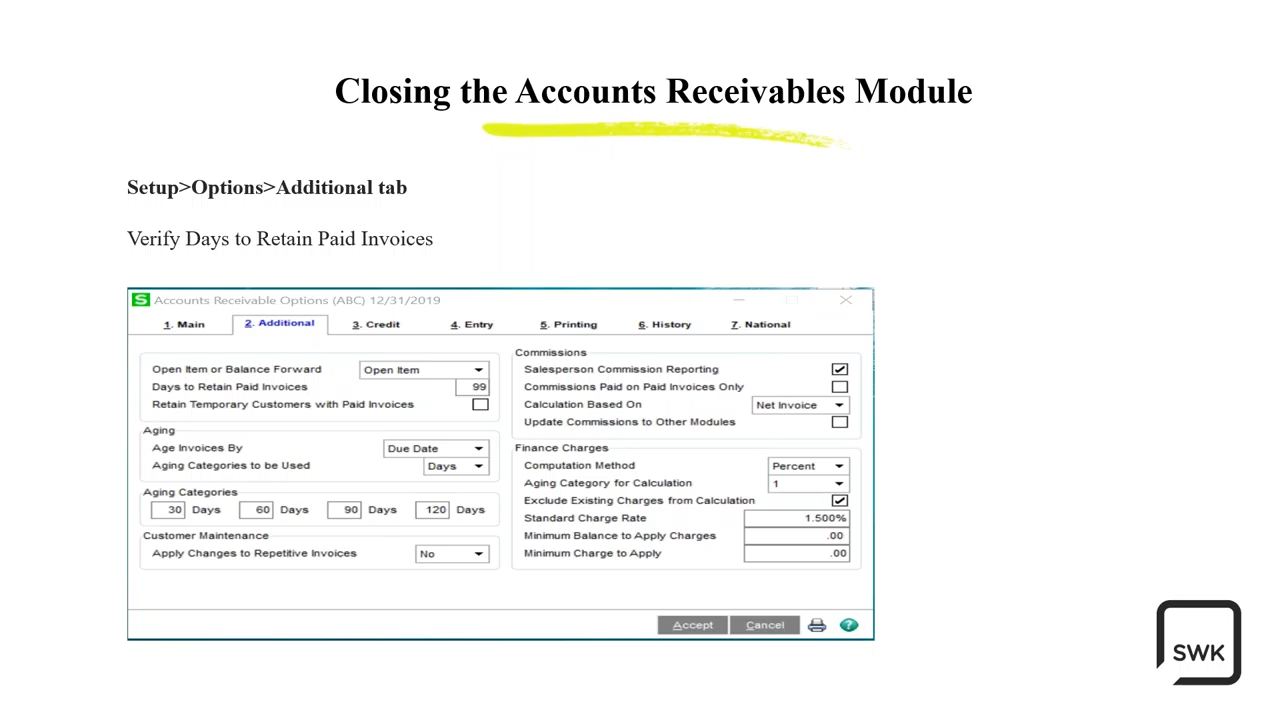 Closing the Accounts Receivables Module
Setup>Options>Additional tab
Verify Days to Retain Paid Invoices
S Accounts Receivable Options (ABC) 12/31/2019
1. Main 2. Additional 3. Credit 4. Entry 5. Printing 6. History 7. National
Open Item or Balance Forward Open Item
Days to Retain Paid Invoices 99
Retain Temporary Customers with Paid Invoices
Aging
Age Invoices By Due Date
Aging Categories to be Used Days
Aging Categories
30 Days 60 Days 90 Days 120 Days
Customer Maintenance
Apply Changes to Repetitive Invoices No
Commissions
Salesperson Commission Reporting
Commissions Paid on Paid Invoices Only
Calculation Based On Net Invoice
Update Commissions to Other Modules
Finance Charges
Computation Method Percent
Aging Category for Calculation 1
Exclude Existing Charges from Calculation
Standard Charge Rate 1.500%
Minimum Balance to Apply Charges .00
Minimum Charge to Apply .00
Accept Cancel ?
SWK